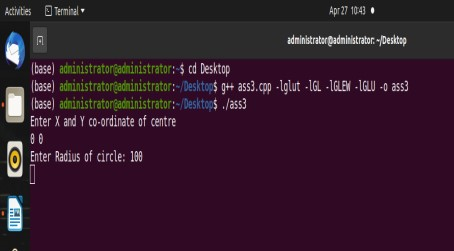 Activities Terminal ▾ Apr 27 10:43 ●
administrator@administrator: ~/Desktop
(base) administrator@administrator:~$ cd Desktop
(base) administrator@administrator:~/Desktop$ g++ ass3.cpp -lglut -lGL -lGLEW -lGLU -o ass3
(base) administrator@administrator:~/Desktop$ ./ass3
Enter X and Y co-ordinate of centre
0 0
Enter Radius of circle: 100